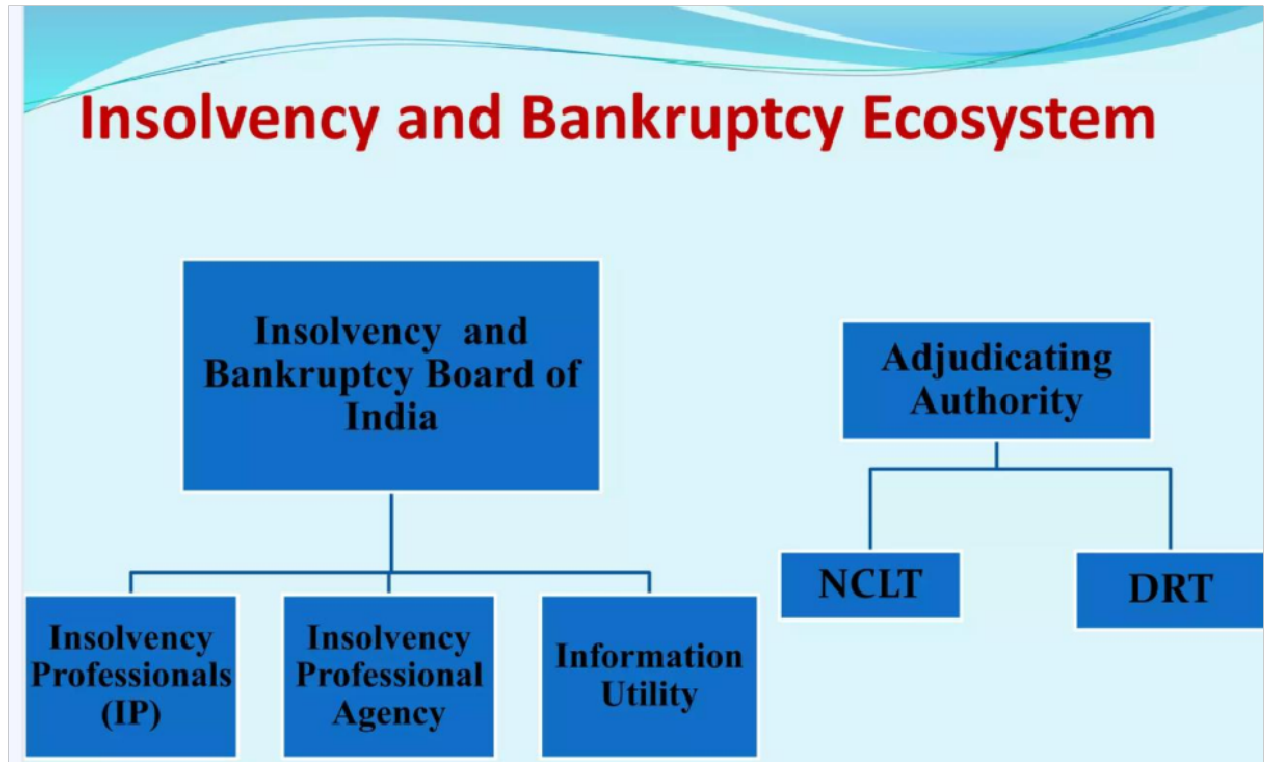 Insolvency and Bankruptcy Ecosystem
Insolvency and
Bankruptcy Board of
India
Adjudicating
Authority
NCLT
DRT
Insolvency
Professionals
(IP)
Insolvency
Professional
Agency
Information
Utility